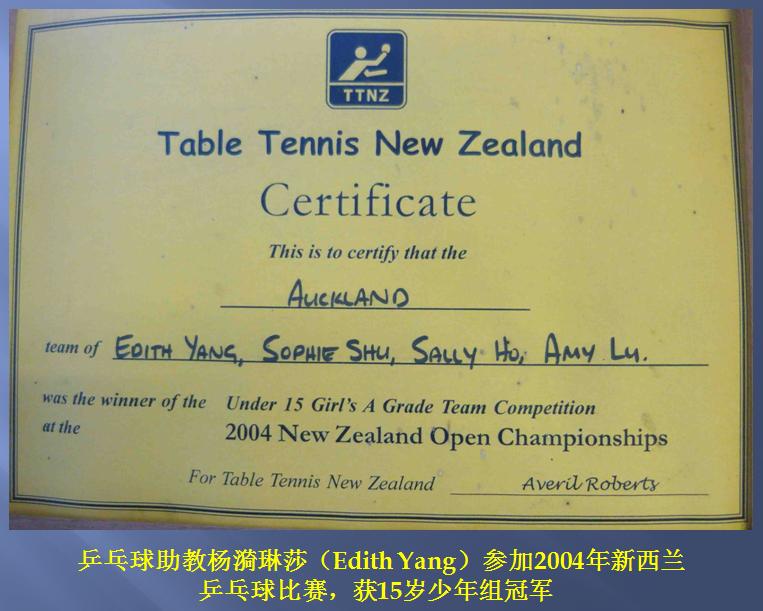 TTNZ
Table Tennis New Zealand
Certificate
This is to certify that the
AUCKLAND
team of EDITH YANG, SOPHIE SHU, SALLY HO, AMY LU.
was the winner of the Under 15 Girl's A Grade Team Competition
at the 2004 New Zealand Open Championships
For Table Tennis New Zealand Averil Roberts
乒乓球助教杨漪琳莎（Edith Yang）参加2004年新西兰
乒乓球比赛，获15岁少年组冠军